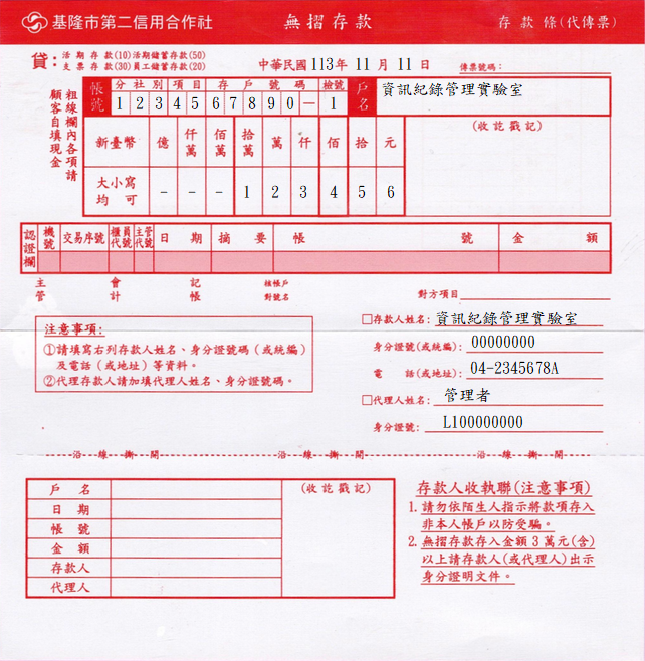 基隆市第二信用合作社 無摺存款 存款條(代傳票)
貸：活期存款(10)活期儲蓄存款(50)
支票存款(30)員工儲蓄存款(20)
中華民國 113年 11 月 11 日 傳票號碼：
粗線欄內各項請
顧客自填現金
帳號 分社別 項目 存戶號碼 檢號 戶名 資訊紀錄管理實驗室
1 2 3 4 5 6 7 8 9 0 — 1
(收訖戳記)
新臺幣 億 仟萬 佰萬 拾萬 萬 仟 佰 拾 元
大小寫均可 - - - 1 2 3 4 5 6
認證欄 機號 交易序號 櫃員代號 主管代號 日期 摘要 帳號 金額
主管 會計 記帳 核帳戶對號名 對方項目
注意事項：
①請填寫右列存款人姓名、身分證號碼(或統編)
及電話(或地址)等資料。
②代理存款人請加填代理人姓名、身分證號碼。
□存款人姓名：資訊紀錄管理實驗室
身分證號(或統編)：00000000
電 話(或地址)：04-2345678A
□代理人姓名：管理者
身分證號：L100000000
沿線撕開 沿線撕開 沿線撕開
戶名
日期
帳號
金額
存款人
代理人
(收訖戳記)
存款人收執聯(注意事項)
1. 請勿依陌生人指示將款項存入
非本人帳戶以防受騙。
2. 無摺存款存入金額3萬元(含)
以上請存款人(或代理人)出示
身分證明文件。